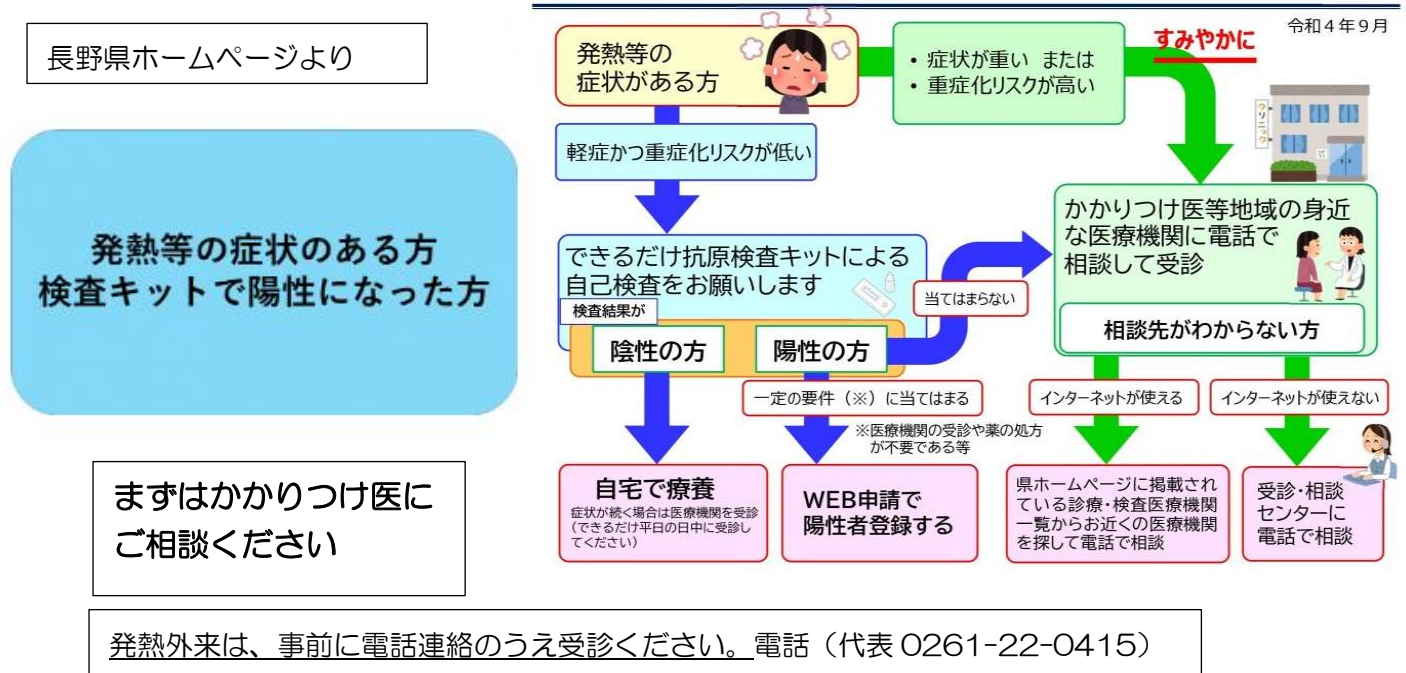 長野県ホームページより
発熱等の症状のある方
検査キットで陽性になった方
まずはかかりつけ医に
ご相談ください
令和4年9月
発熱等の
症状がある方
・症状が重い または
・重症化リスクが高い
すみやかに
クリニック
軽症かつ重症化リスクが低い
できるだけ抗原検査キットによる
自己検査をお願いします
検査結果が
陰性の方
陽性の方
当てはまらない
一定の要件（※）に当てはまる
※医療機関の受診や薬の処方
が不要である等
自宅で療養
症状が続く場合は医療機関を受診
（できるだけ平日の日中に受診し
てください）
WEB申請で
陽性者登録する
かかりつけ医等地域の身近
な医療機関に電話で
相談して受診
相談先がわからない方
インターネットが使える
インターネットが使えない
県ホームページに掲載され
ている診療・検査医療機関
一覧からお近くの医療機関
を探して電話で相談
受診・相談
センターに
電話で相談
発熱外来は、事前に電話連絡のうえ受診ください。電話（代表 0261-22-0415）